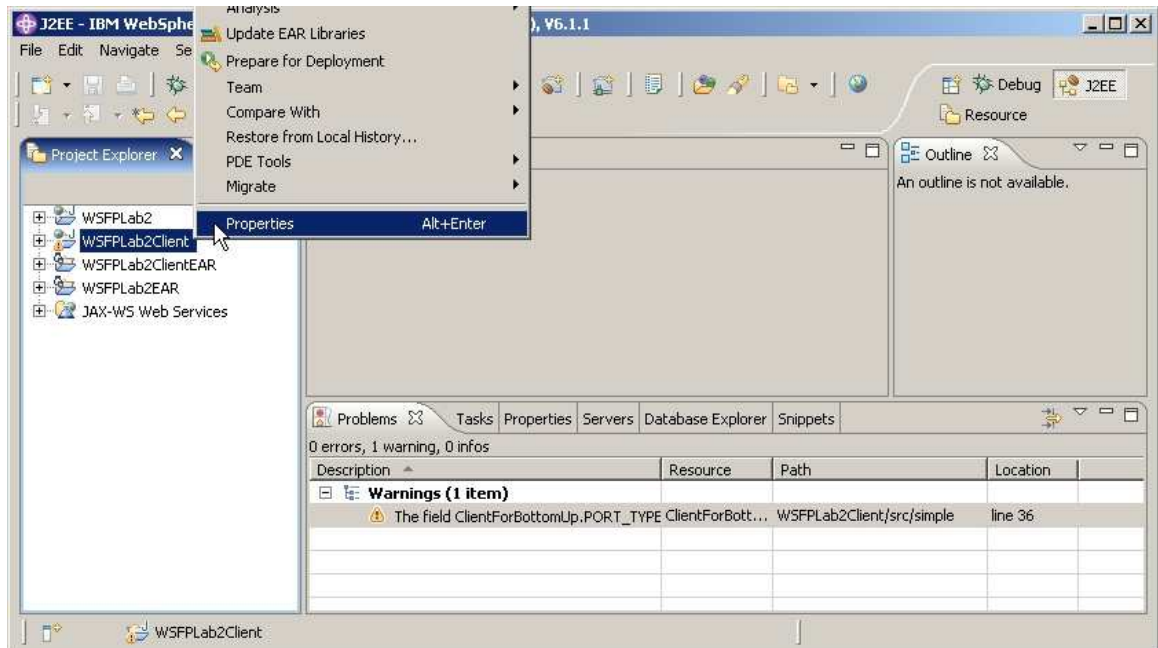 J2EE - IBM WebSphe
), V6.1.1
Analysis
File Edit Navigate Se
Update EAR Libraries
Prepare for Deployment
Team
Compare With
Restore from Local History...
PDE Tools
Migrate
Properties Alt+Enter
Debug J2EE
Resource
Project Explorer
WSFPLab2
WSFPLab2Client
WSFPLab2ClientEAR
WSFPLab2EAR
JAX-WS Web Services
Outline
An outline is not available.
Problems Tasks Properties Servers Database Explorer Snippets
0 errors, 1 warning, 0 infos
Description Resource Path Location
Warnings (1 item)
The field ClientForBottomUp.PORT_TYPE ClientForBott... WSFPLab2Client/src/simple line 36
WSFPLab2Client